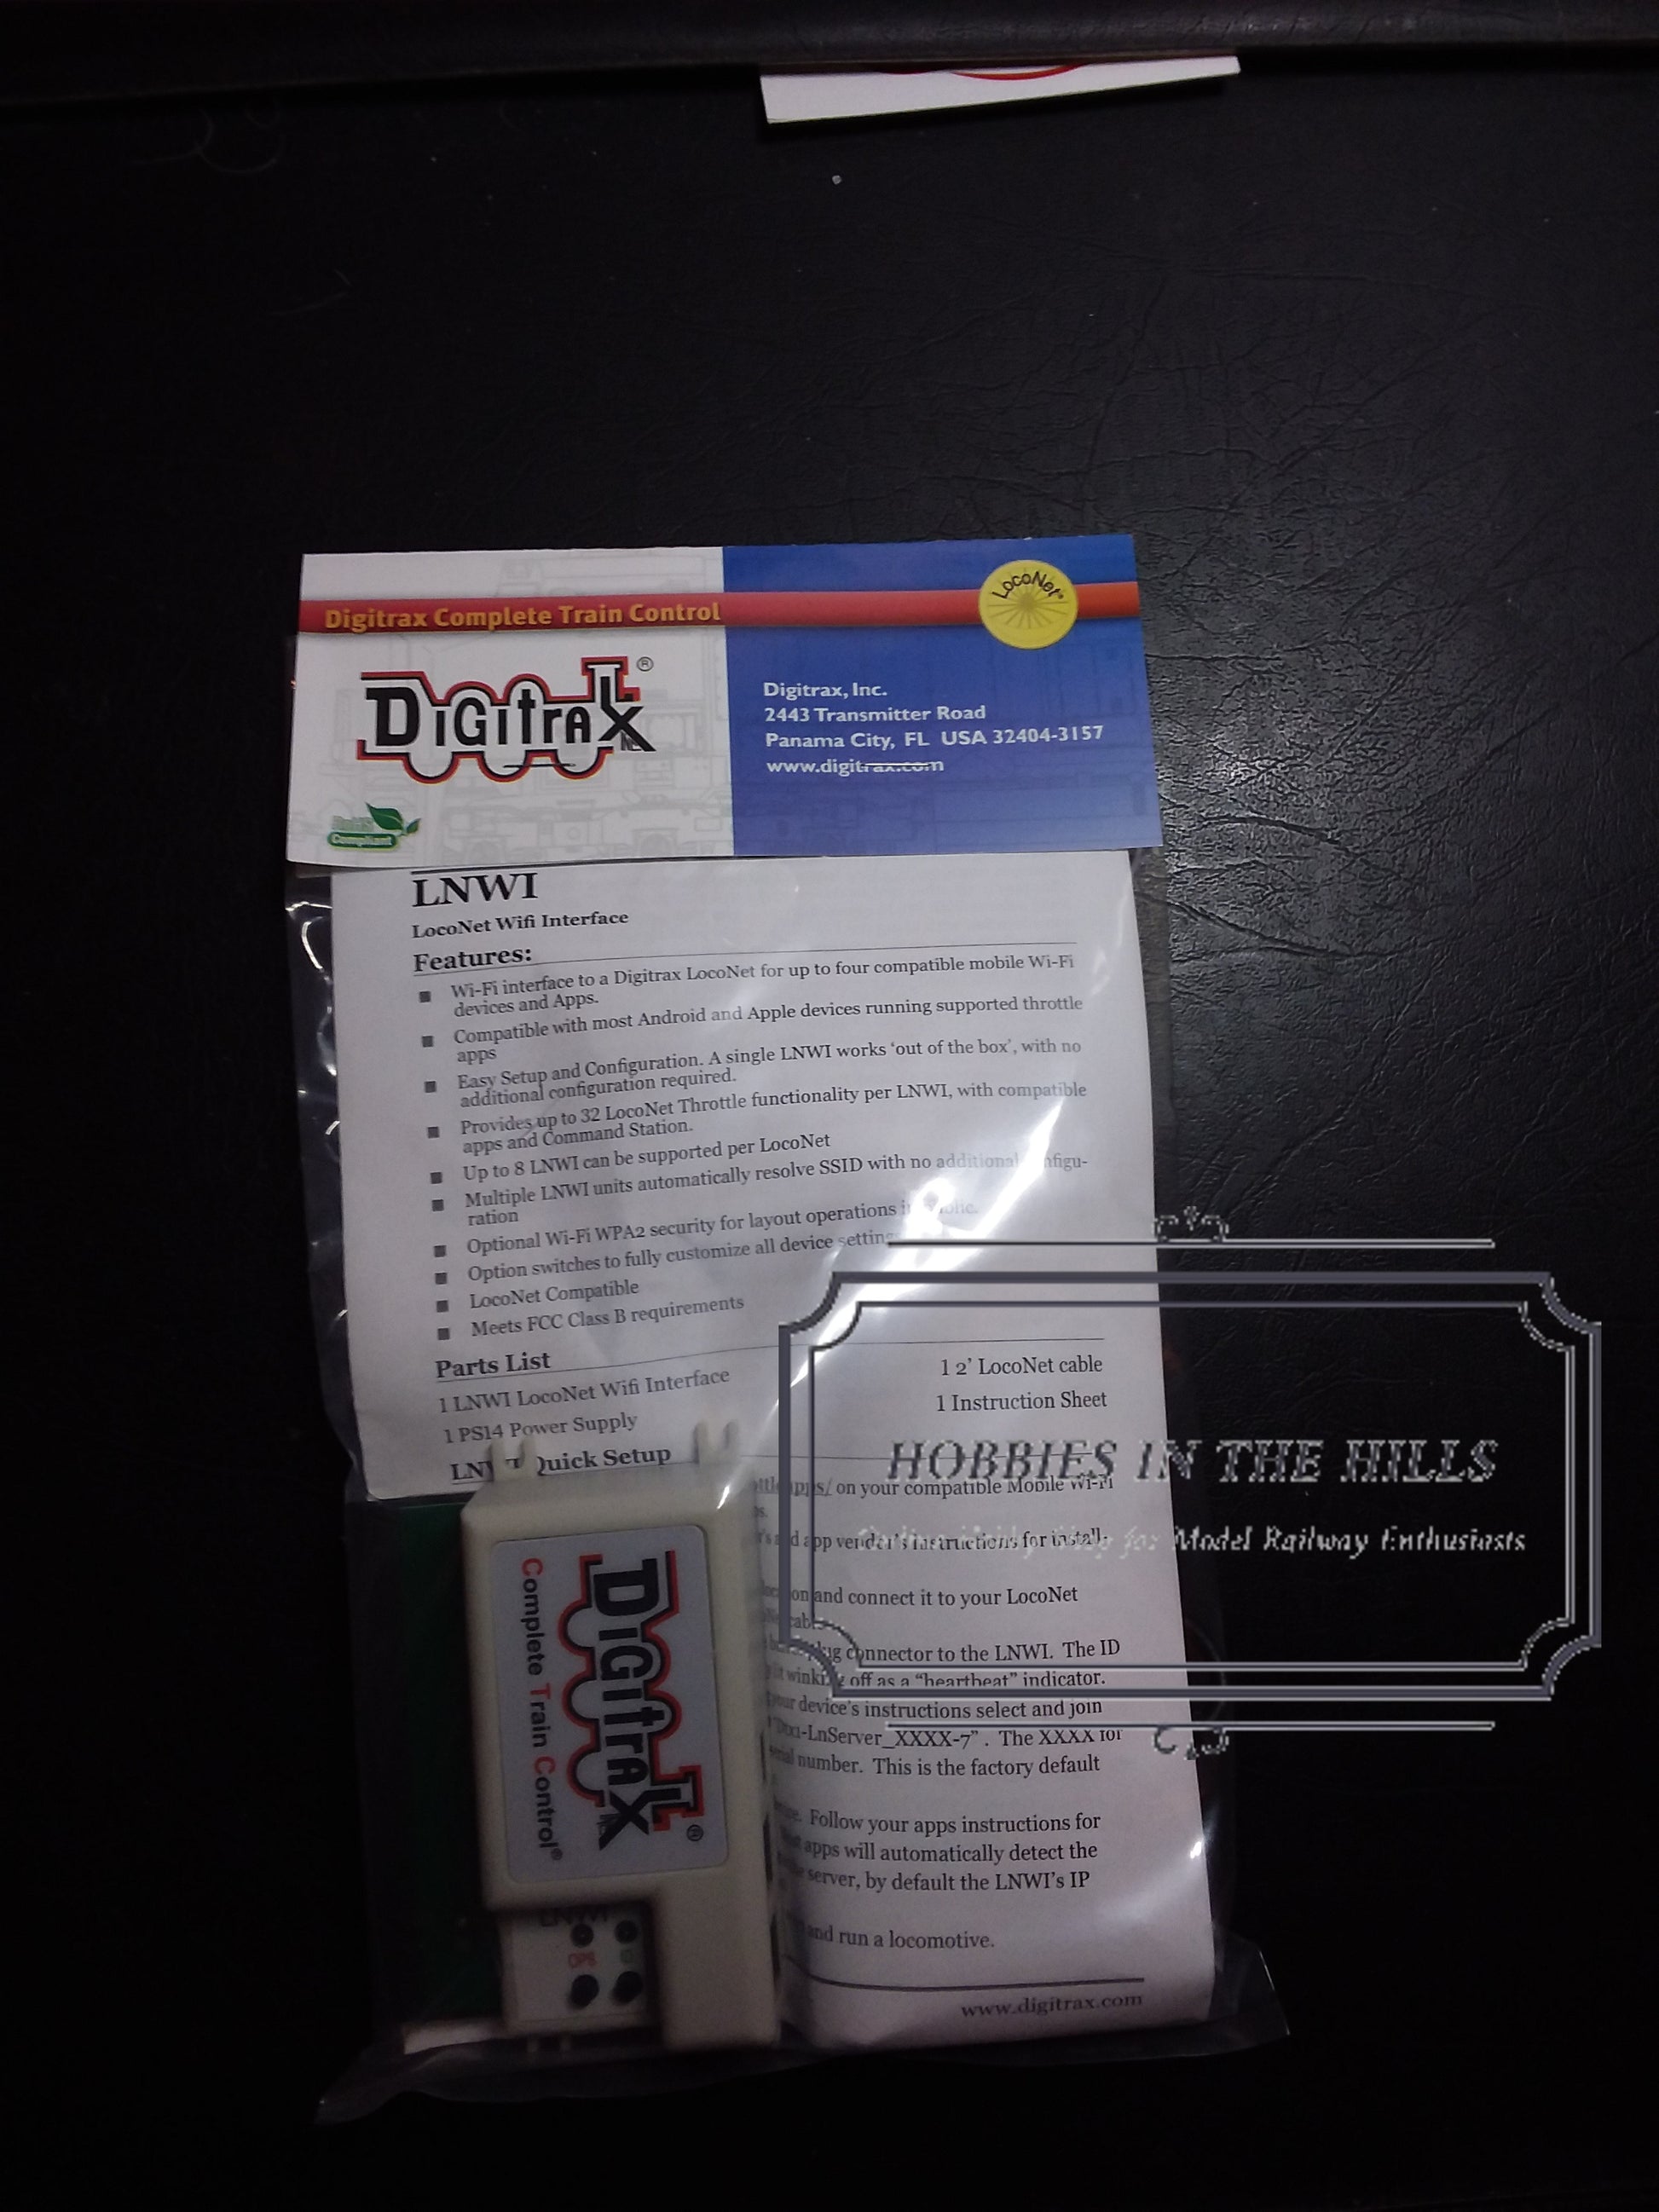 Digitrax Complete Train Control
LocoNet®
DIGITRAX ®
Digitrax, Inc.
2443 Transmitter Road
Panama City, FL USA 32404-3157
www.digitrax.com
Compliant
LNWI
LocoNet Wifi Interface
Features:
■ Wi-Fi interface to a Digitrax LocoNet for up to four compatible mobile Wi-Fi
devices and Apps.
■ Compatible with most Android and Apple devices running supported throttle
apps
■ Easy Setup and Configuration. A single LNWI works ‘out of the box’, with no
additional configuration required.
■ Provides up to 32 LocoNet Throttle functionality per LNWI, with compatible
apps and Command Station.
■ Up to 8 LNWI can be supported per LocoNet
■ Multiple LNWI units automatically resolve SSID with no additional configu-
ration
■ Optional Wi-Fi WPA2 security for layout operations in public.
■ Option switches to fully customize all device settings
■ LocoNet Compatible
■ Meets FCC Class B requirements
Parts List
1 LNWI LocoNet Wifi Interface
1 2’ LocoNet cable
1 PS14 Power Supply
1 Instruction Sheet
Quick Setup
apps/ on your compatible Mobile Wi-Fi
app vendor’s instructions for install-
and connect it to your LocoNet
connector to the LNWI. The ID
off as a “heartbeat” indicator.
your device’s instructions select and join
LnServer_XXXX-7” . The XXXX for
number. This is the factory default
Follow your apps instructions for
apps will automatically detect the
server, by default the LNWI’s IP
and run a locomotive.
www.digitrax.com
DIGITRAX ®
Complete Train Control®
LNWI
OPS
HOBBIES IN THE HILLS
for Model Railway Enthusiasts